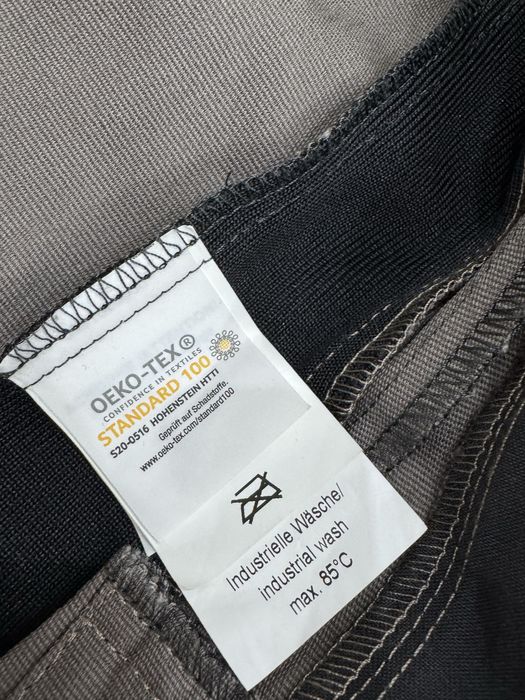 OEKO-TEX®
CONFIDENCE IN TEXTILES
STANDARD 100
S20-0516 HOHENSTEIN HTTI
Geprüft auf Schadstoffe.
www.oeko-tex.com/standard100
Industrielle Wäsche/
industrial wash
max. 85°C